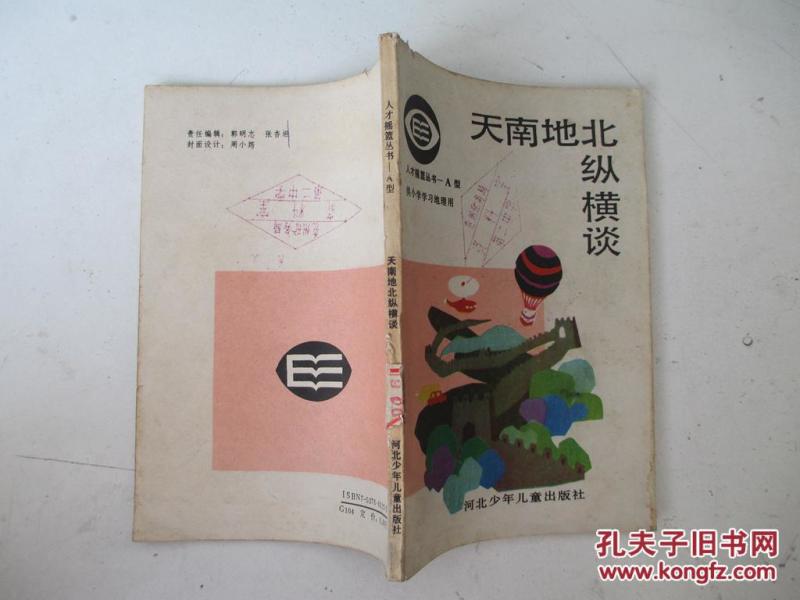 责任编辑：郭明志 张杏
封面设计：周小筠
人才摇篮丛书—A型
天南地北纵横谈
河北少年儿童出版社
天南地北
纵横谈
人才摇篮丛书—A型
供小学学习地理用
河北少年儿童出版社
G104 定价
孔夫子旧书网
www.kongfz.com